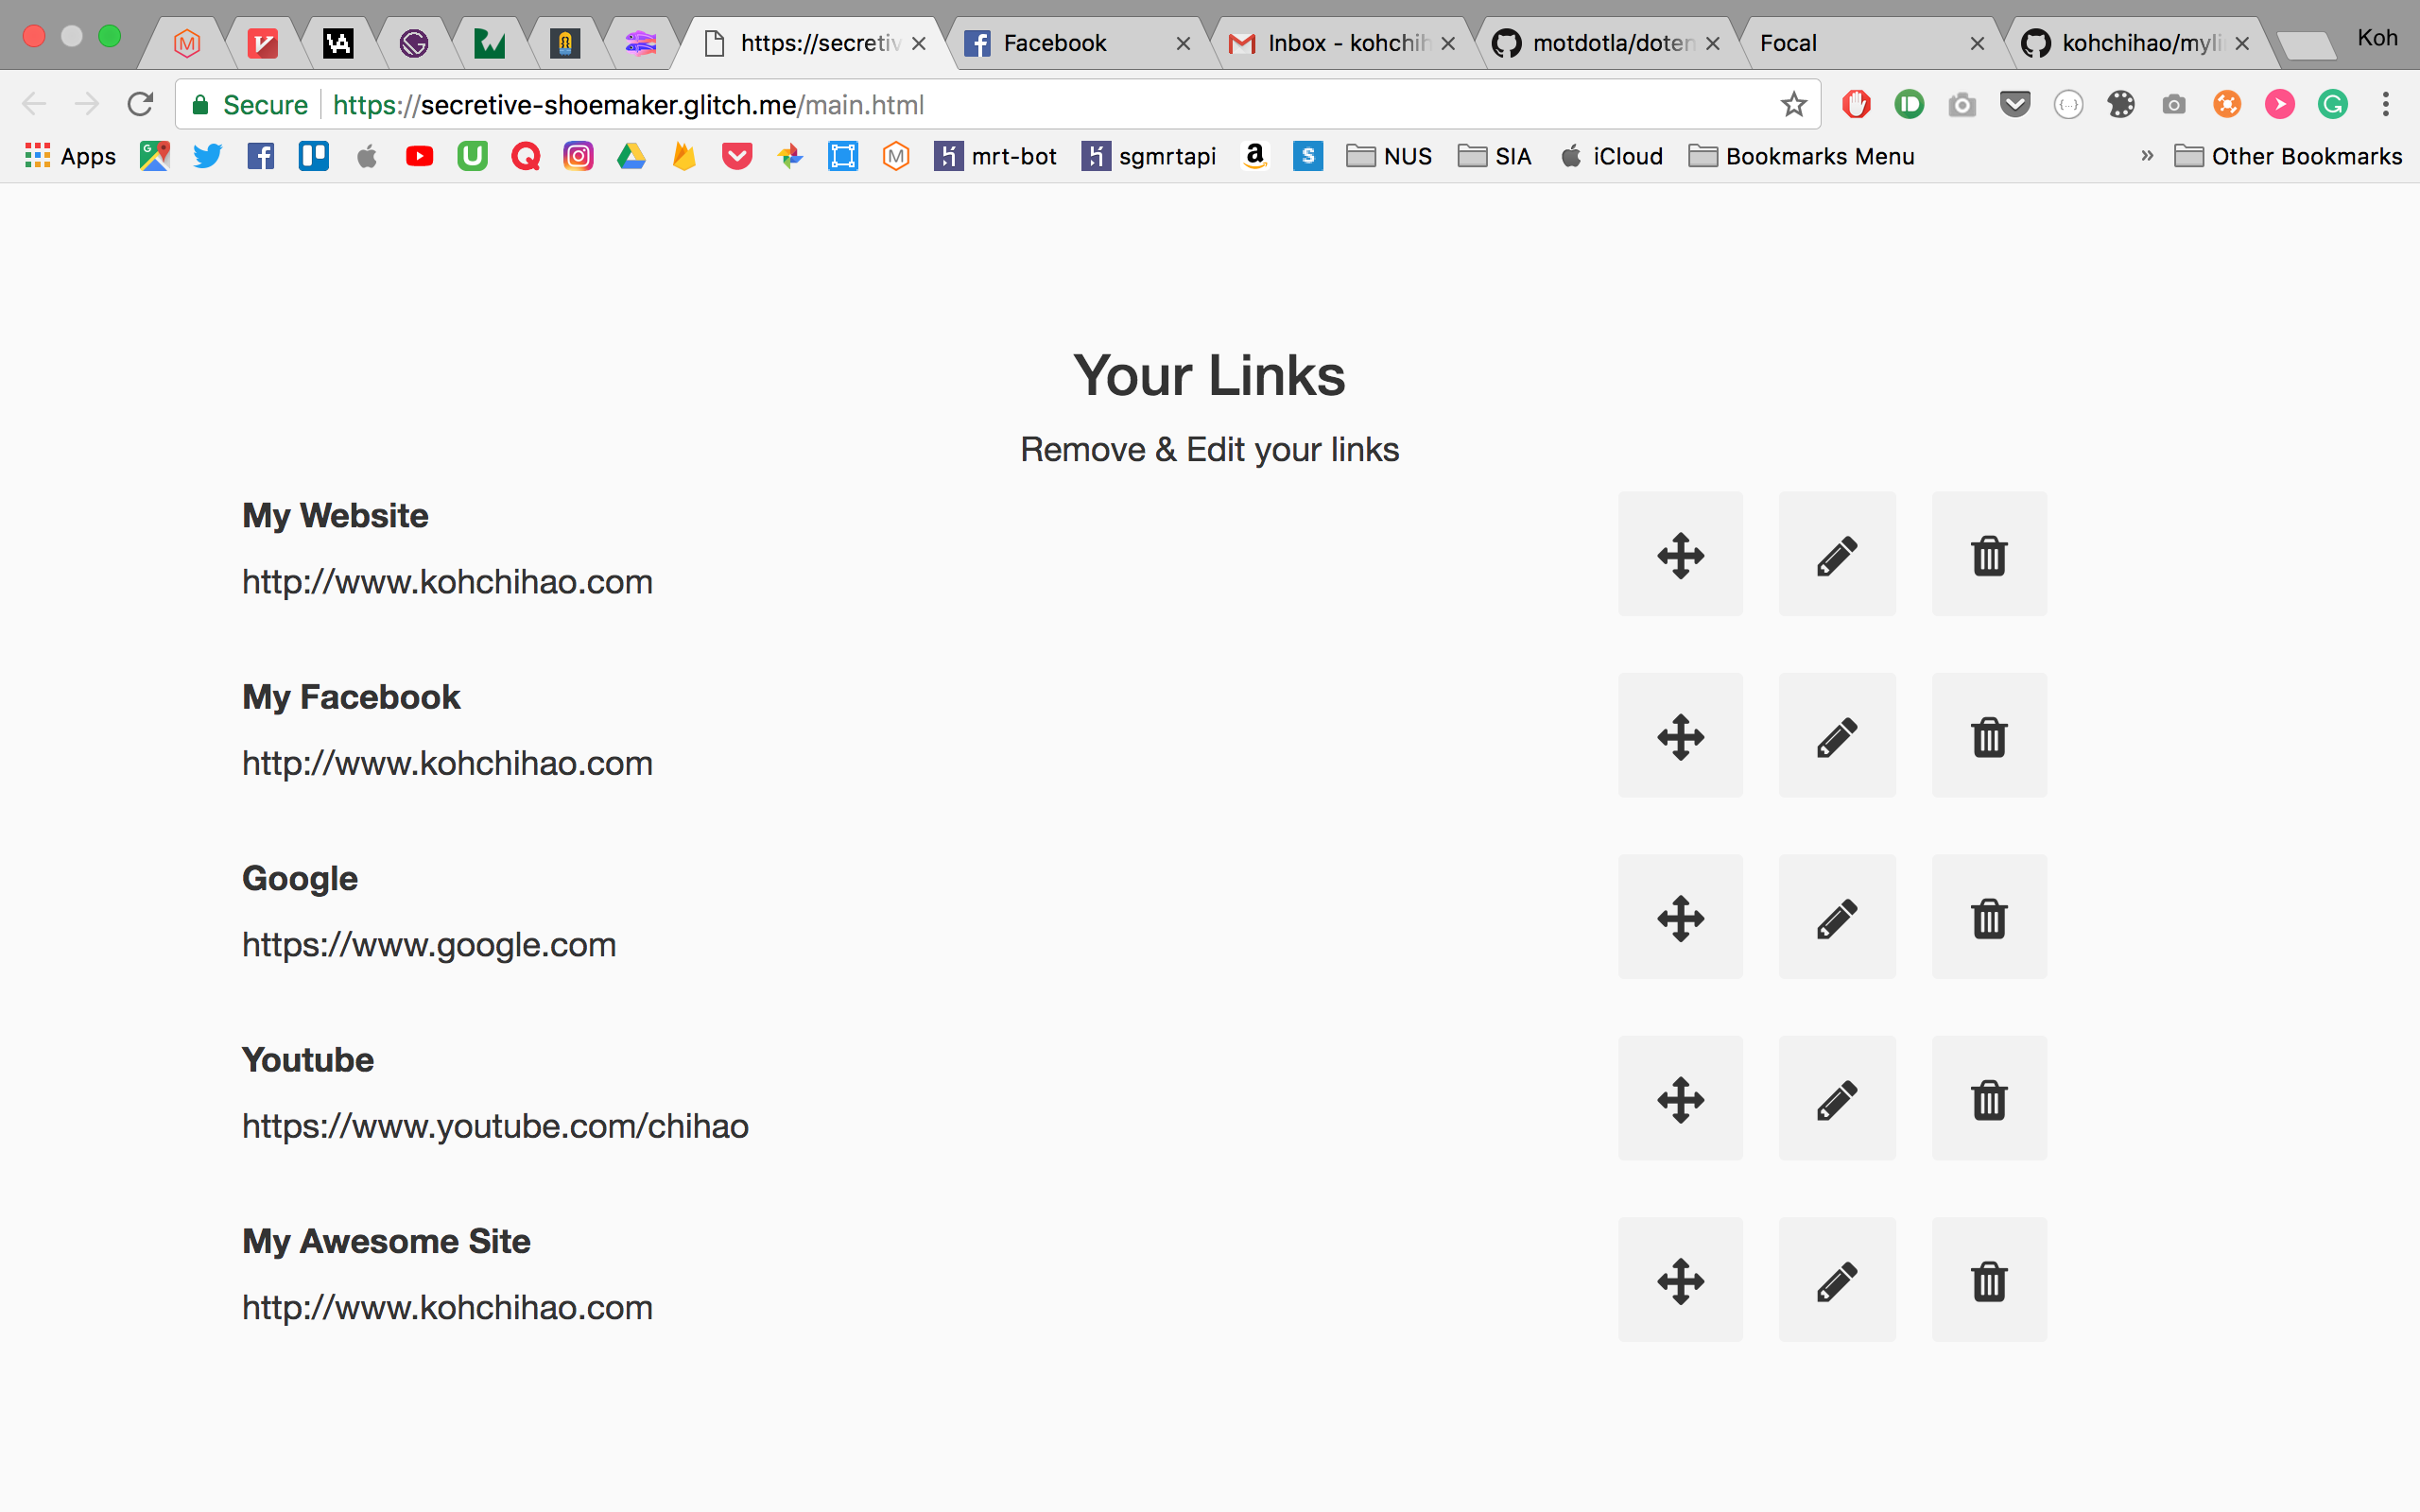 https://secretiv
Facebook
Inbox - kohchih
motdotla/doten
Focal
kohchihao/myli
Koh
Secure
https://secretive-shoemaker.glitch.me/main.html
Apps
mrt-bot
sgmrtapi
NUS
SIA
iCloud
Bookmarks Menu
»
Other Bookmarks
Your Links
Remove & Edit your links
My Website
http://www.kohchihao.com
My Facebook
http://www.kohchihao.com
Google
https://www.google.com
Youtube
https://www.youtube.com/chihao
My Awesome Site
http://www.kohchihao.com